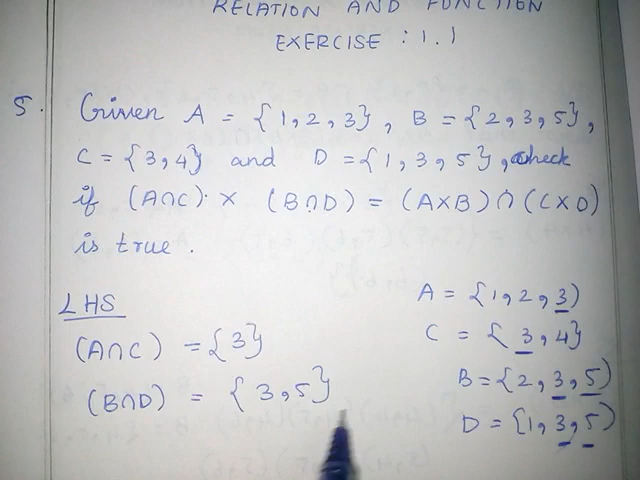 RELATION AND FUNCTION
EXERCISE : 1.1
5. Given A = {1, 2, 3}, B = {2, 3, 5},
C = {3, 4} and D = {1, 3, 5}, check
if (A∩C) × (B∩D) = (A×B) ∩ (C×D)
is true.
LHS
(A∩C) = {3}
(B∩D) = {3, 5}
A = {1, 2, 3}
C = {3, 4}
B = {2, 3, 5}
D = {1, 3, 5}